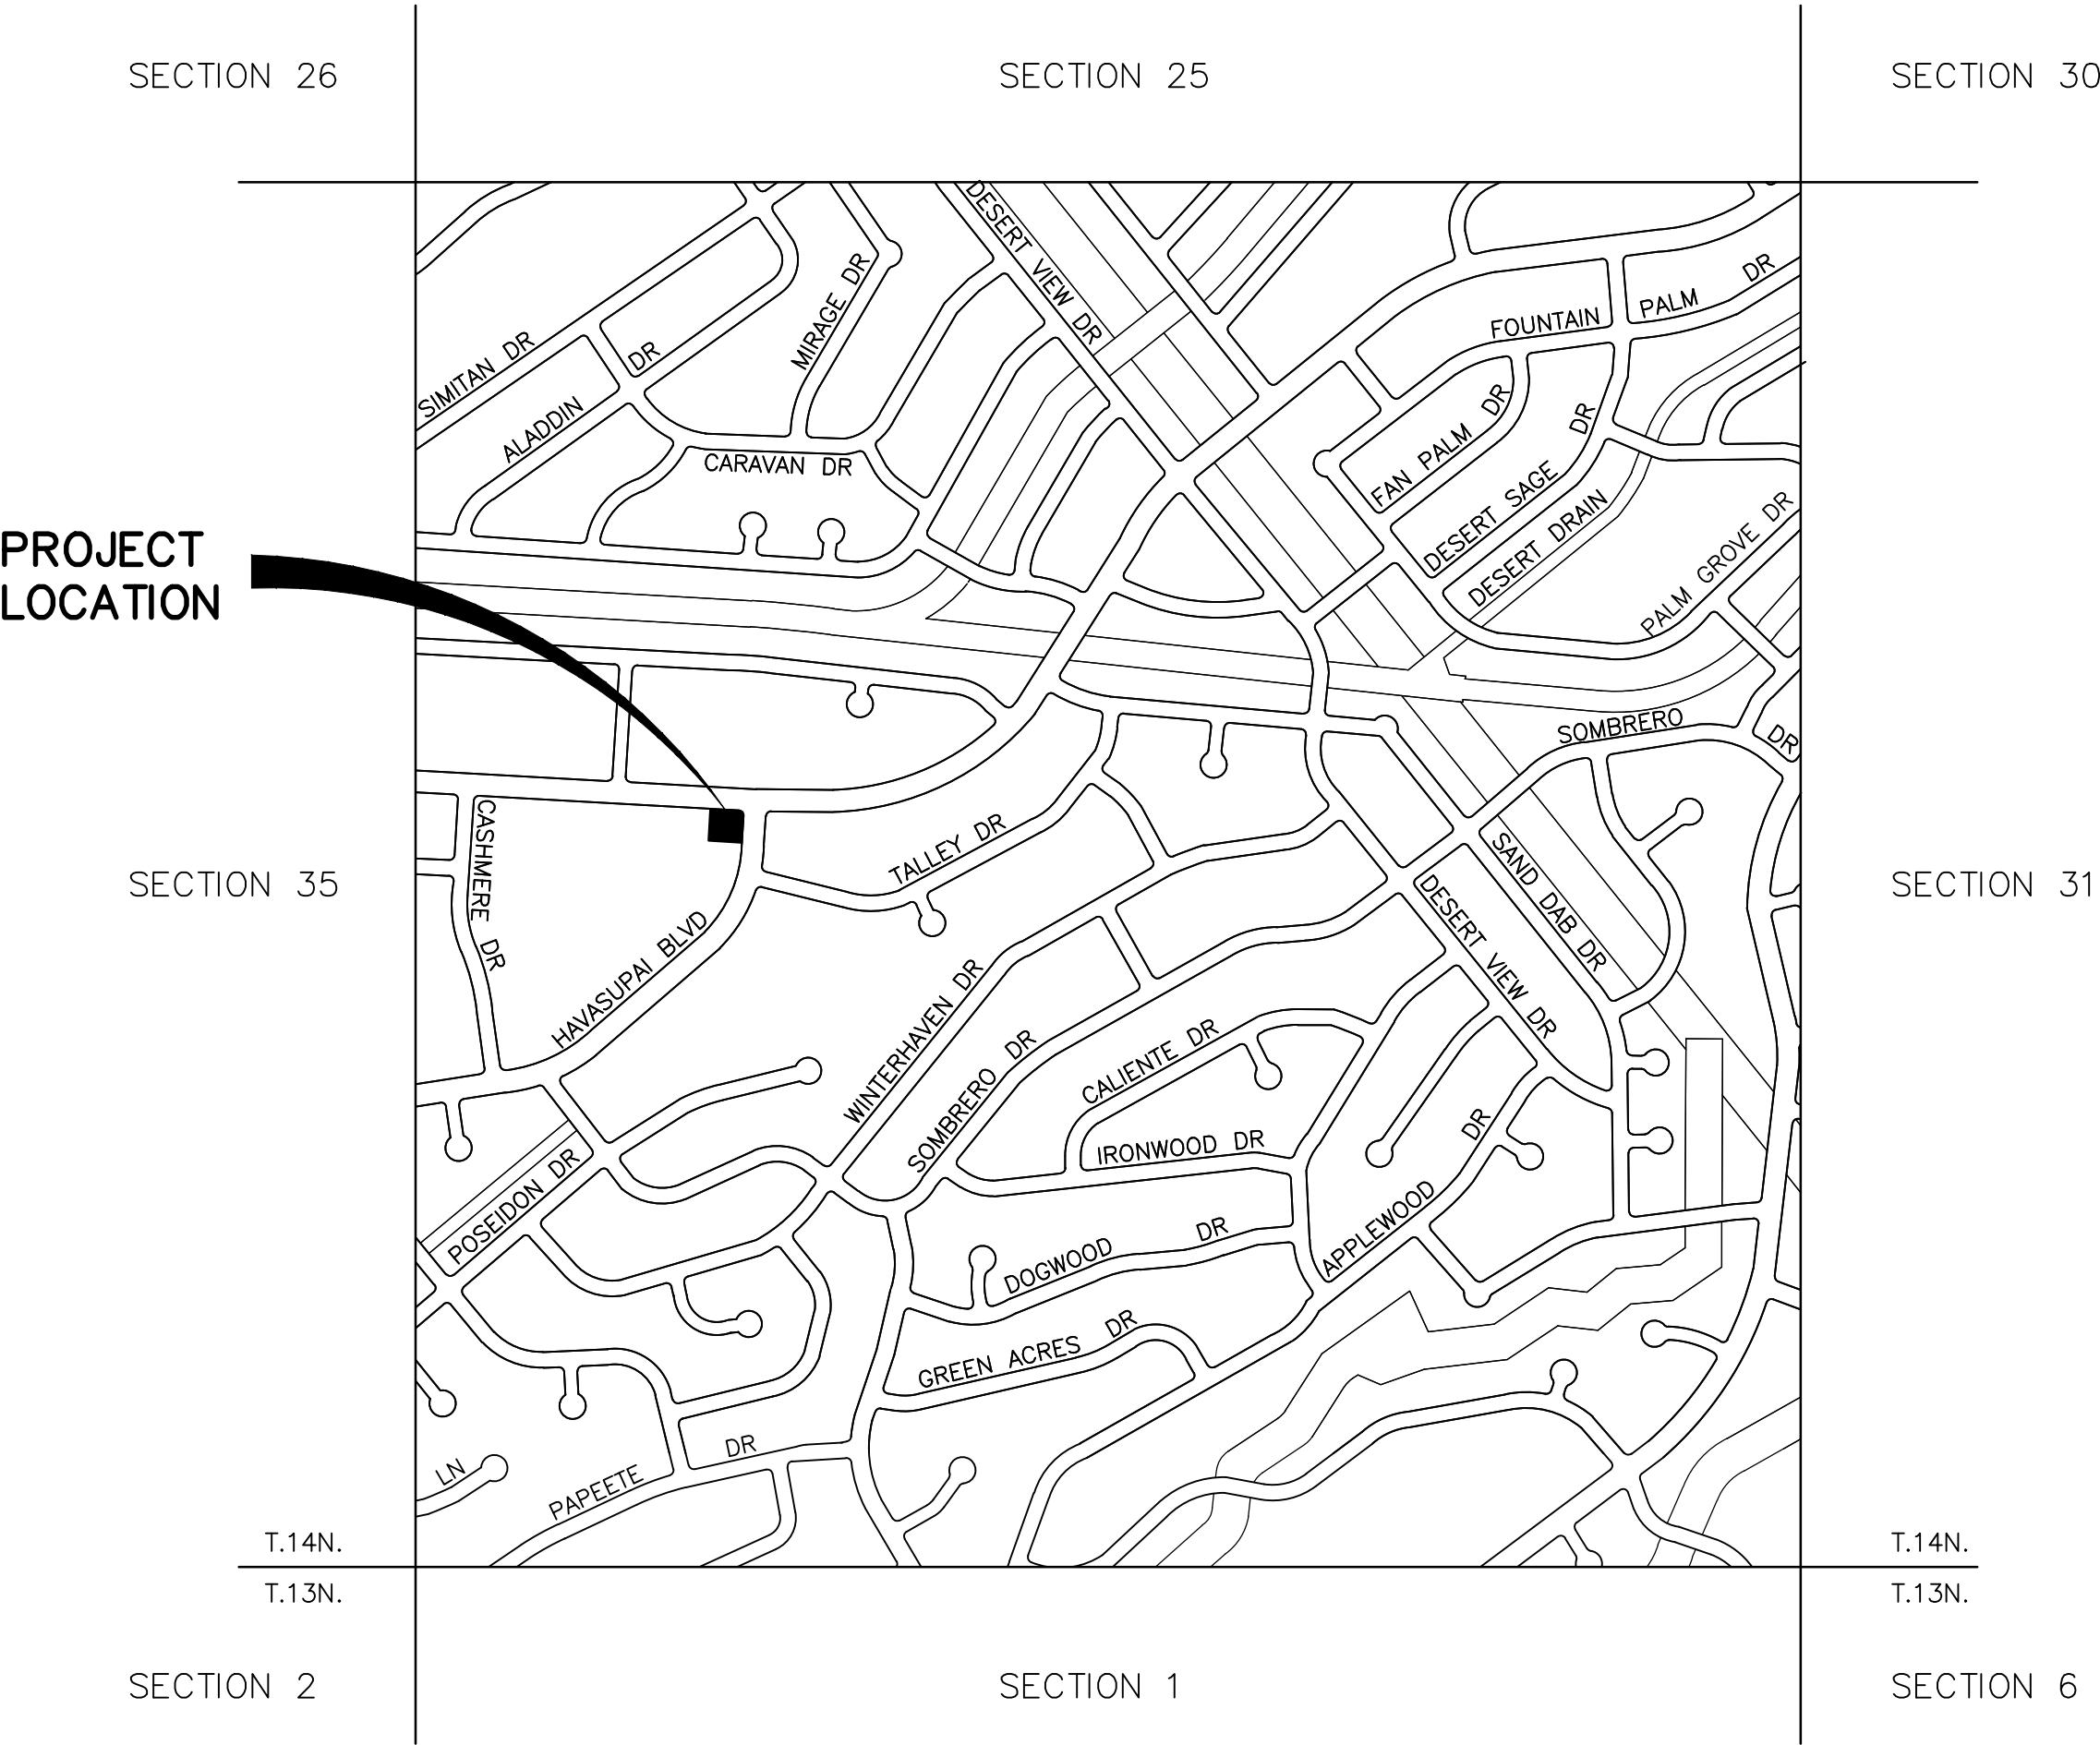 SECTION 26
SECTION 25
SECTION 30
DESERT VIEW DR
MIRAGE DR
PALM DR
FOUNTAIN
SIMITAN DR
DR
ALADDIN
CARAVAN DR
FAN PALM DR
DR
DESERT SAGE
DESERT DRAIN
PALM GROVE DR
PROJECT
LOCATION
SOMBRERO
DR
CASHMERE DR
TALLEY DR
SAND DAB DR
SECTION 35
SECTION 31
DESERT VIEW DR
HAVASUPAI BLVD
WINTERHAVEN DR
SOMBRERO DR
CALIENTE DR
IRONWOOD DR
DR
APPLEWOOD
POSEIDON DR
DOGWOOD DR
GREEN ACRES DR
DR
LN
PAPEETE
T.14N.
T.14N.
T.13N.
T.13N.
SECTION 2
SECTION 1
SECTION 6